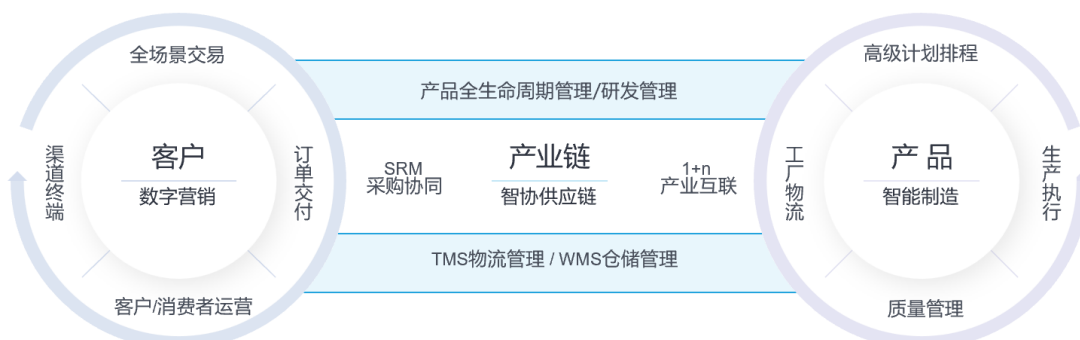 全场景交易
渠道终端
客户
数字营销
订单交付
客户/消费者运营
产品全生命周期管理/研发管理
SRM
采购协同
产业链
智协供应链
1+n
产业互联
TMS物流管理 / WMS仓储管理
高级计划排程
工厂物流
产 品
智能制造
生产执行
质量管理